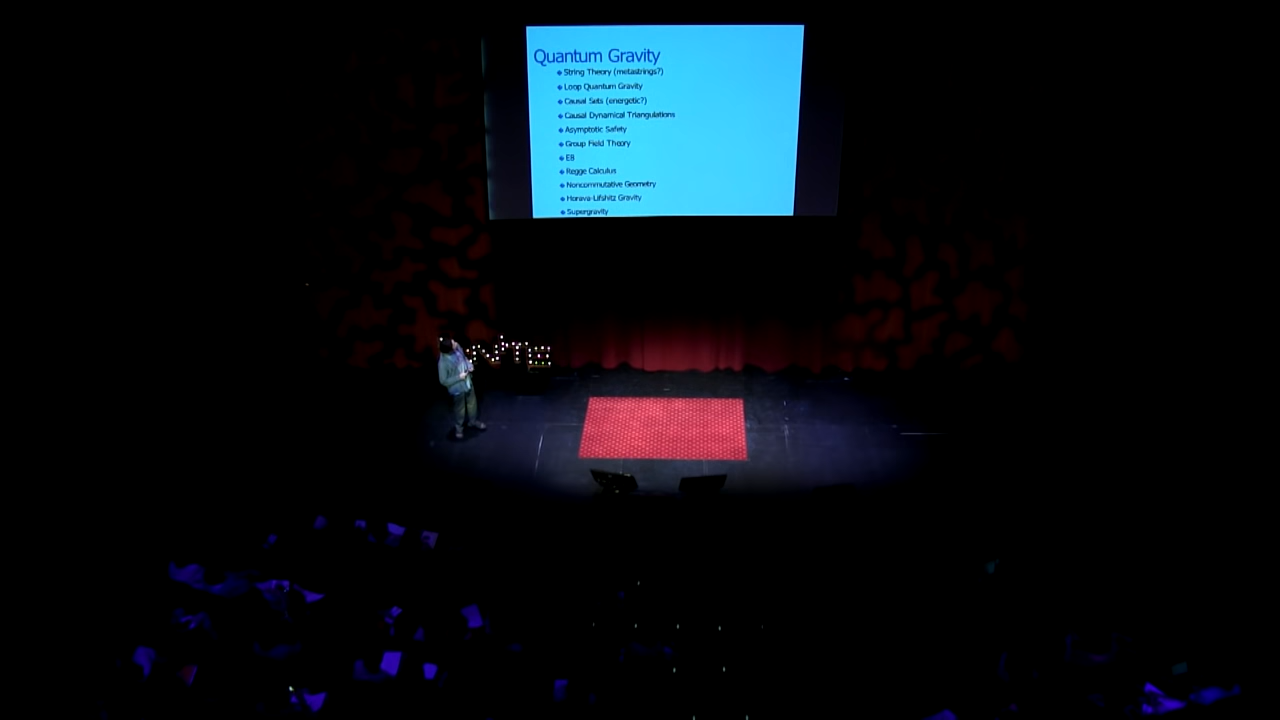 Quantum Gravity
String Theory (metastrings?)
Loop Quantum Gravity
Causal Sets (energetic?)
Causal Dynamical Triangulations
Asymptotic Safety
Group Field Theory
E8
Regge Calculus
Noncommutative Geometry
Horava-Lifshitz Gravity
Supergravity